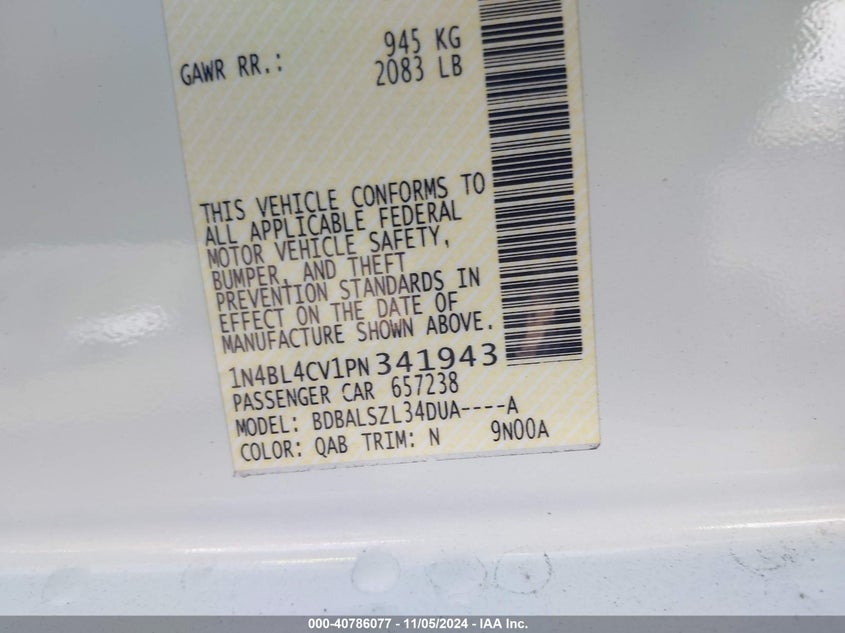 GAWR RR.: 945 KG
2083 LB
THIS VEHICLE CONFORMS TO
ALL APPLICABLE FEDERAL
MOTOR VEHICLE SAFETY,
BUMPER, AND THEFT
PREVENTION STANDARDS IN
EFFECT ON THE DATE OF
MANUFACTURE SHOWN ABOVE.
1N4BL4CV1PN341943
PASSENGER CAR 657238
MODEL: BDBALSZL34DUA----A
COLOR: QAB TRIM: N 9N00A
000-40786077 - 11/05/2024 - IAA Inc.